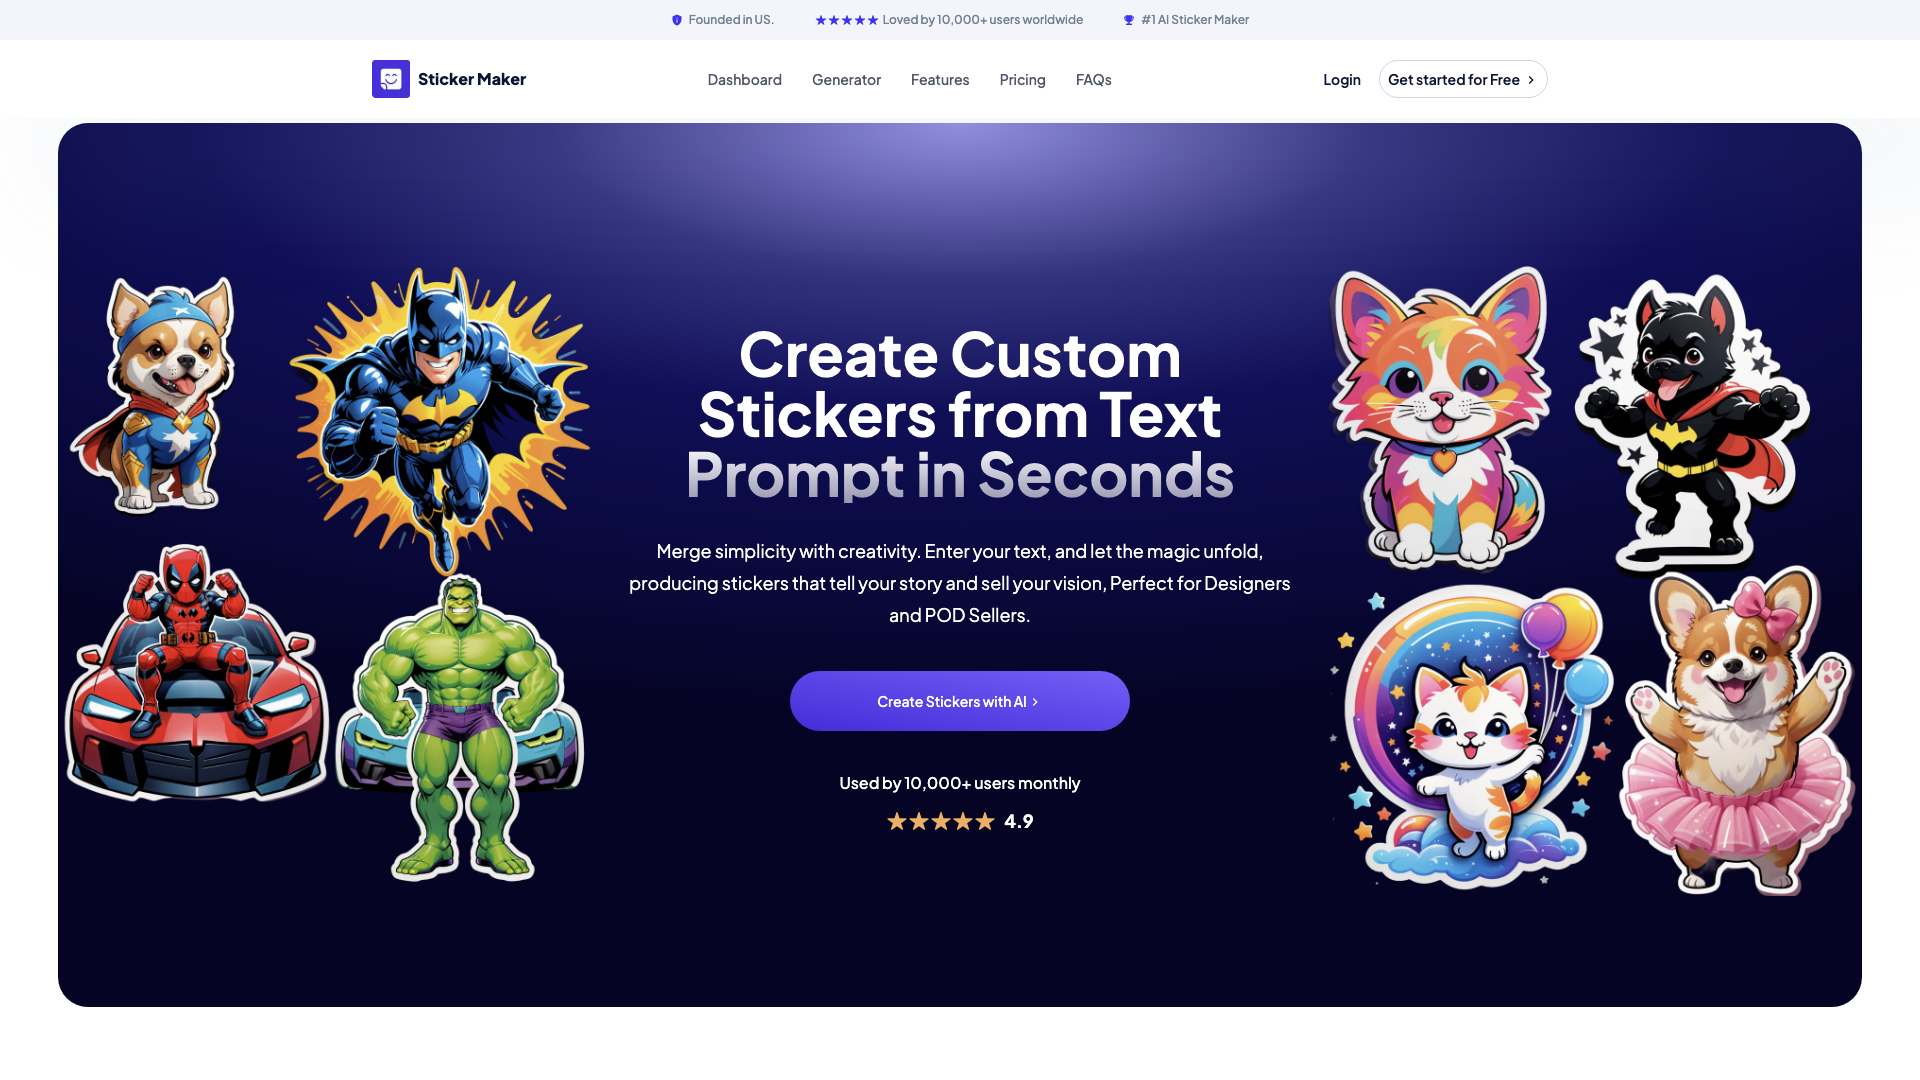 Founded in US.
Loved by 10,000+ users worldwide
#1 AI Sticker Maker
Sticker Maker
Dashboard
Generator
Features
Pricing
FAQs
Login
Get started for Free
Create Custom
Stickers from Text
Prompt in Seconds
Merge simplicity with creativity. Enter your text, and let the magic unfold,
producing stickers that tell your story and sell your vision, Perfect for Designers
and POD Sellers.
Create Stickers with AI
Used by 10,000+ users monthly
4.9